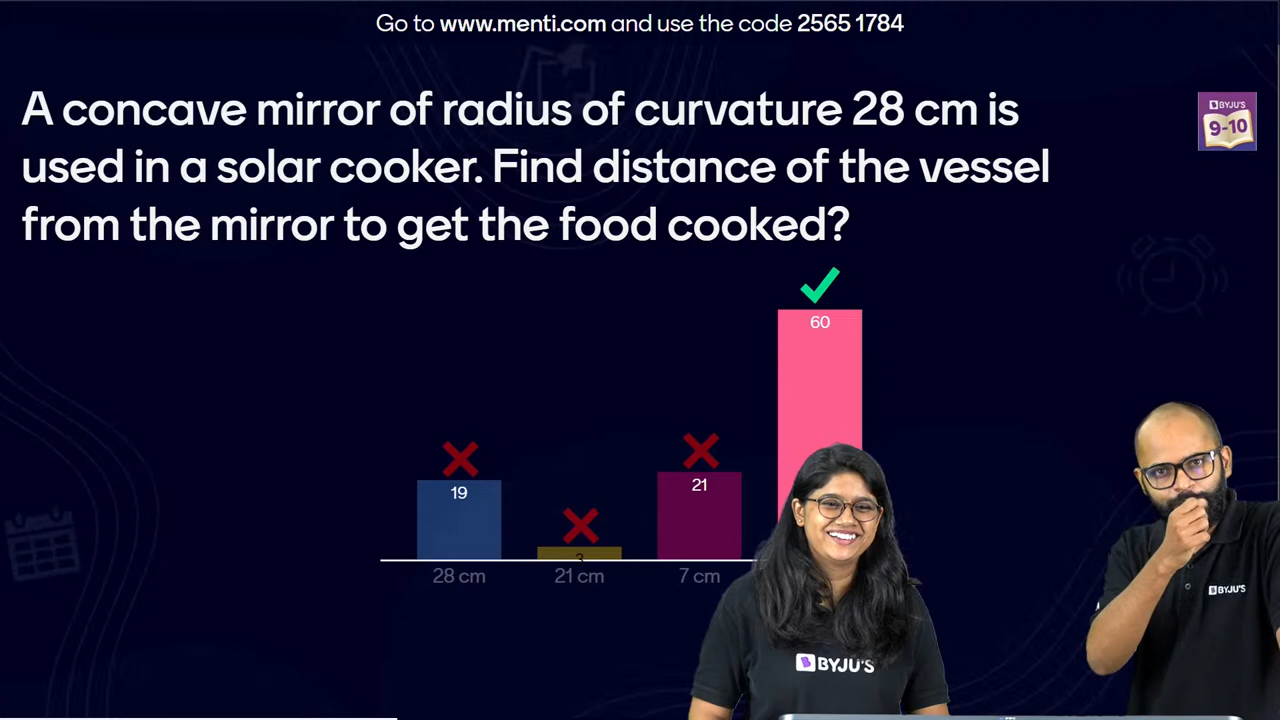 Go to www.menti.com and use the code 2565 1784
A concave mirror of radius of curvature 28 cm is
used in a solar cooker. Find distance of the vessel
from the mirror to get the food cooked?
BYJU'S
9-10
60
19
3
21
28 cm
21 cm
7 cm
BYJU'S
BYJU'S